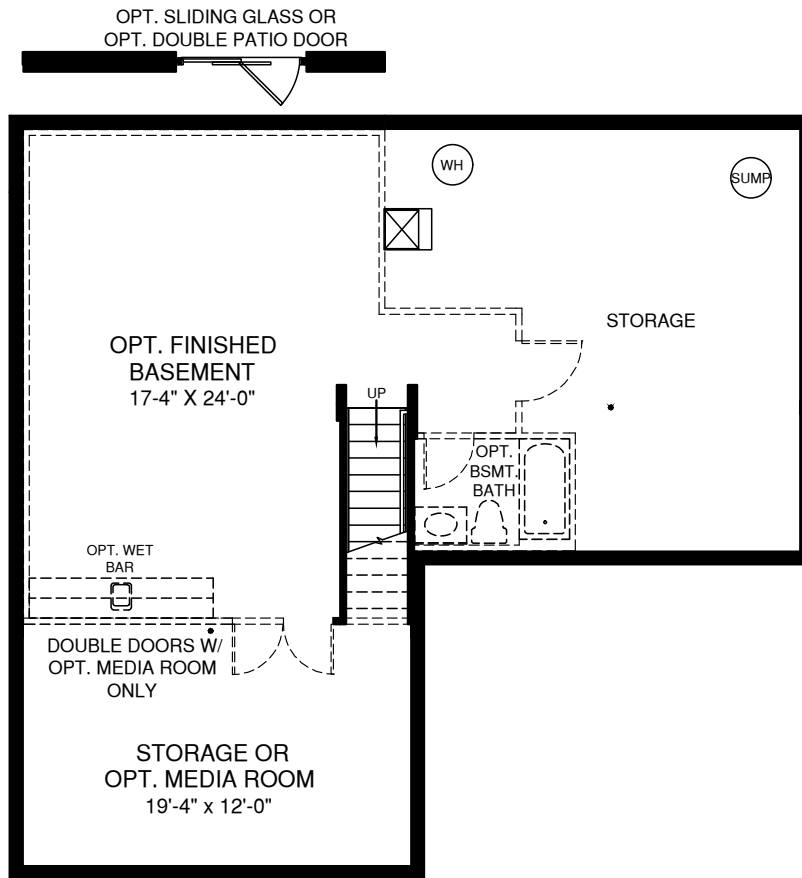 OPT. SLIDING GLASS OR
OPT. DOUBLE PATIO DOOR
WH
SUMP
STORAGE
OPT. FINISHED
BASEMENT
17-4" X 24'-0"
UP
OPT.
BSMT.
BATH
OPT. WET
BAR
DOUBLE DOORS W/
OPT. MEDIA ROOM
ONLY
STORAGE OR
OPT. MEDIA ROOM
19'-4" x 12'-0"